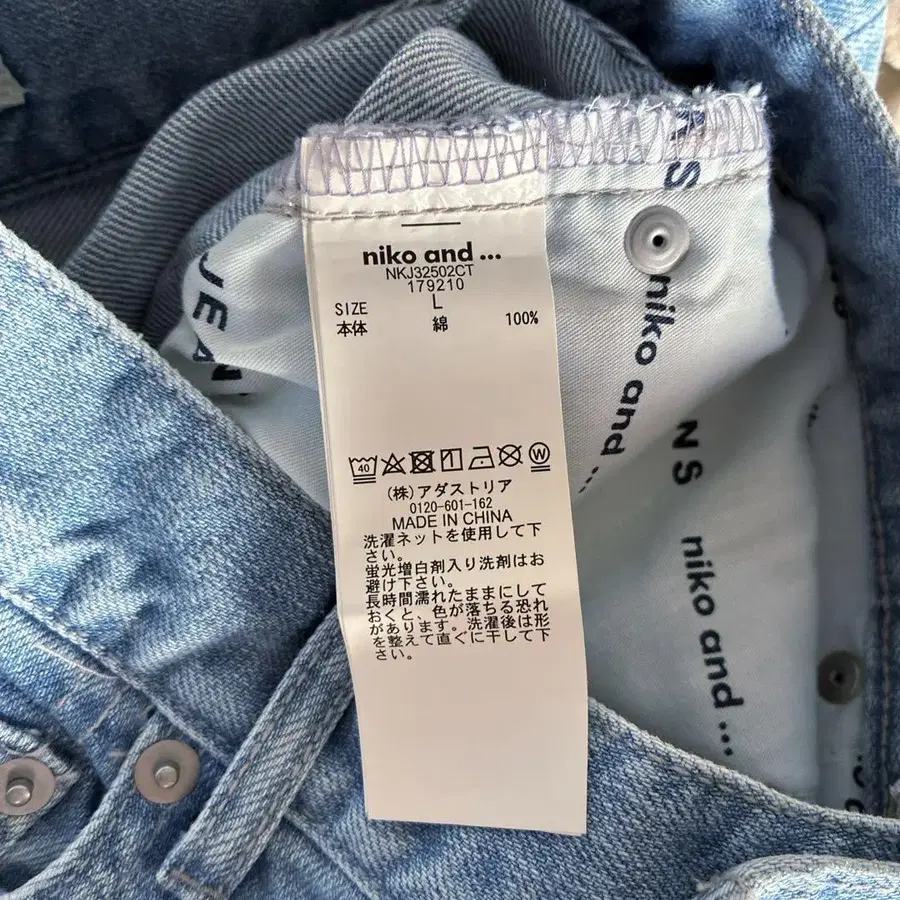 niko and ...
NKJ32502CT
179210
SIZE L
本体 綿 100%
40
W
(株)アダストリア
0120-601-162
MADE IN CHINA
洗濯ネットを使用して下
さい。
蛍光増白剤入り洗剤はお
避け下さい。
長時間濡れたままにして
おくと、色が落ちる恐れ
があります。洗濯後は形
を整えて直ぐに干して下
さい。
JEAN
NS
niko and ...
NS niko and ...